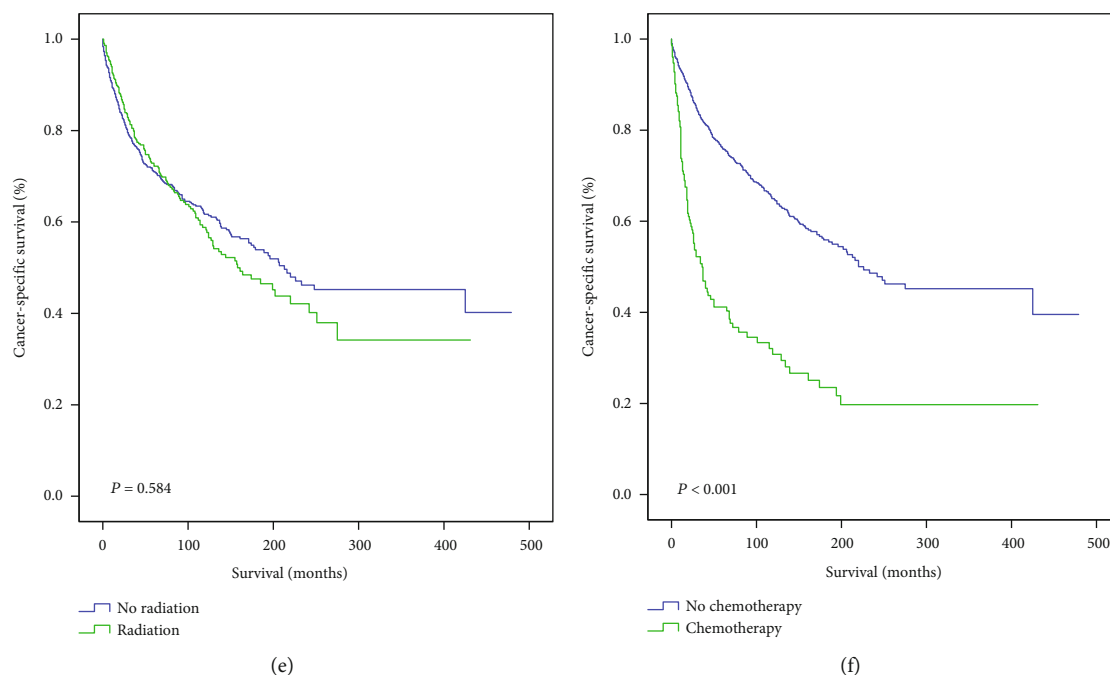 1.0
0.8
0.6
0.4
0.2
0.0
Cancer-specific survival (%)
P = 0.584
0 100 200 300 400 500
Survival (months)
No radiation
Radiation
(e)
1.0
0.8
0.6
0.4
0.2
0.0
Cancer-specific survival (%)
P < 0.001
0 100 200 300 400 500
Survival (months)
No chemotherapy
Chemotherapy
(f)